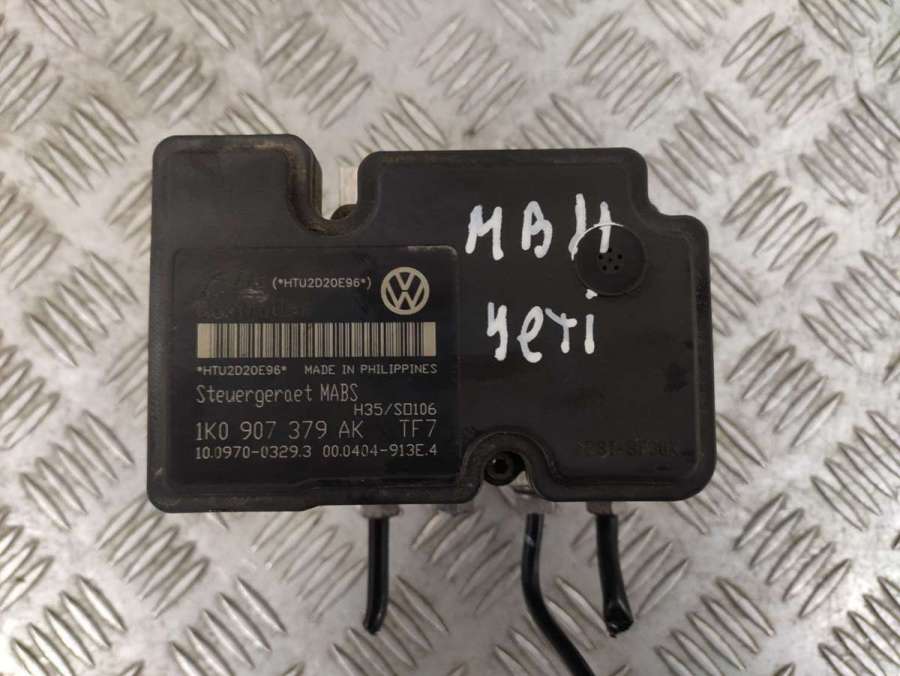 (*HTU2D20E96*)
*HTU2D20E96* MADE IN PHILIPPINES
Steuergeraet MABS
H35/S0106
1K0 907 379 AK TF7
10.0970-0329.3 00.0404-913E.4
MBH
yeti